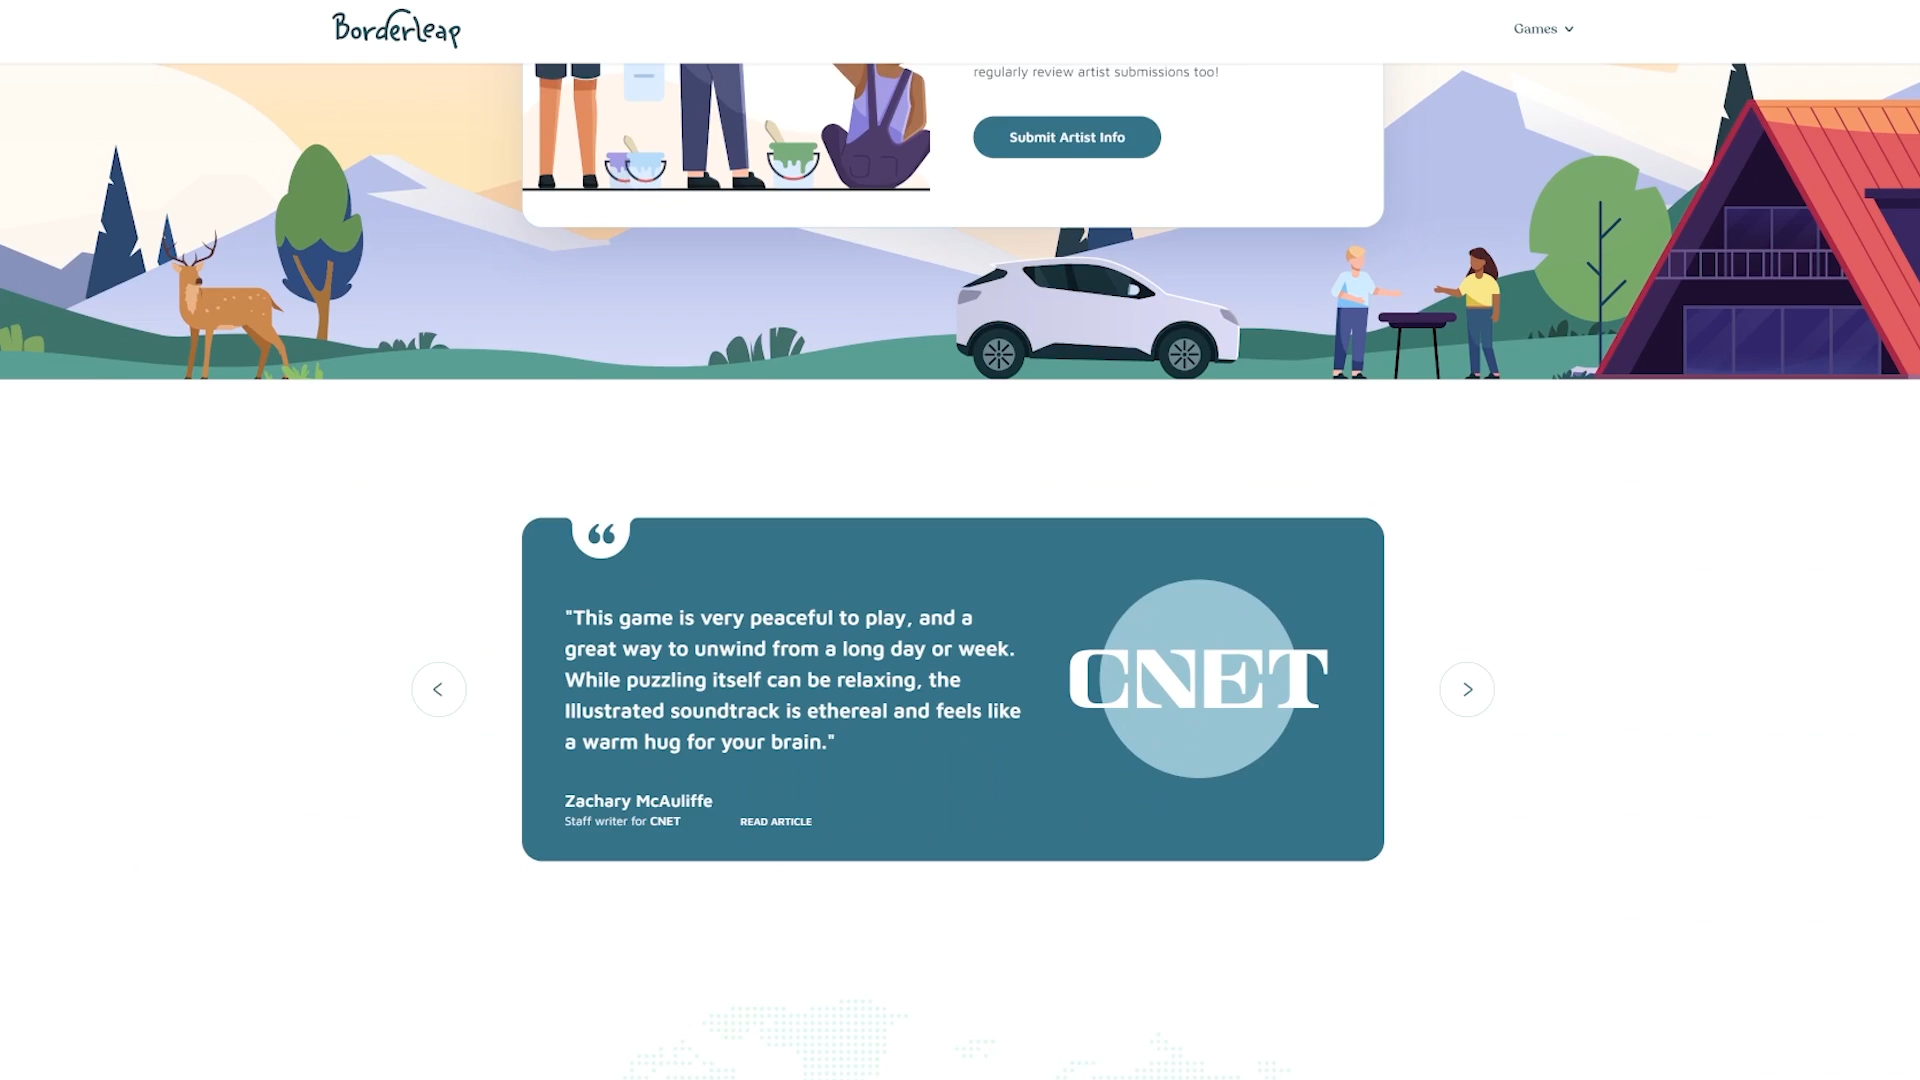 Borderleap
Games
regularly review artist submissions too!
Submit Artist Info
"This game is very peaceful to play, and a
great way to unwind from a long day or week.
While puzzling itself can be relaxing, the
Illustrated soundtrack is ethereal and feels like
a warm hug for your brain."
CNET
Zachary McAuliffe
Staff writer for CNET
READ ARTICLE